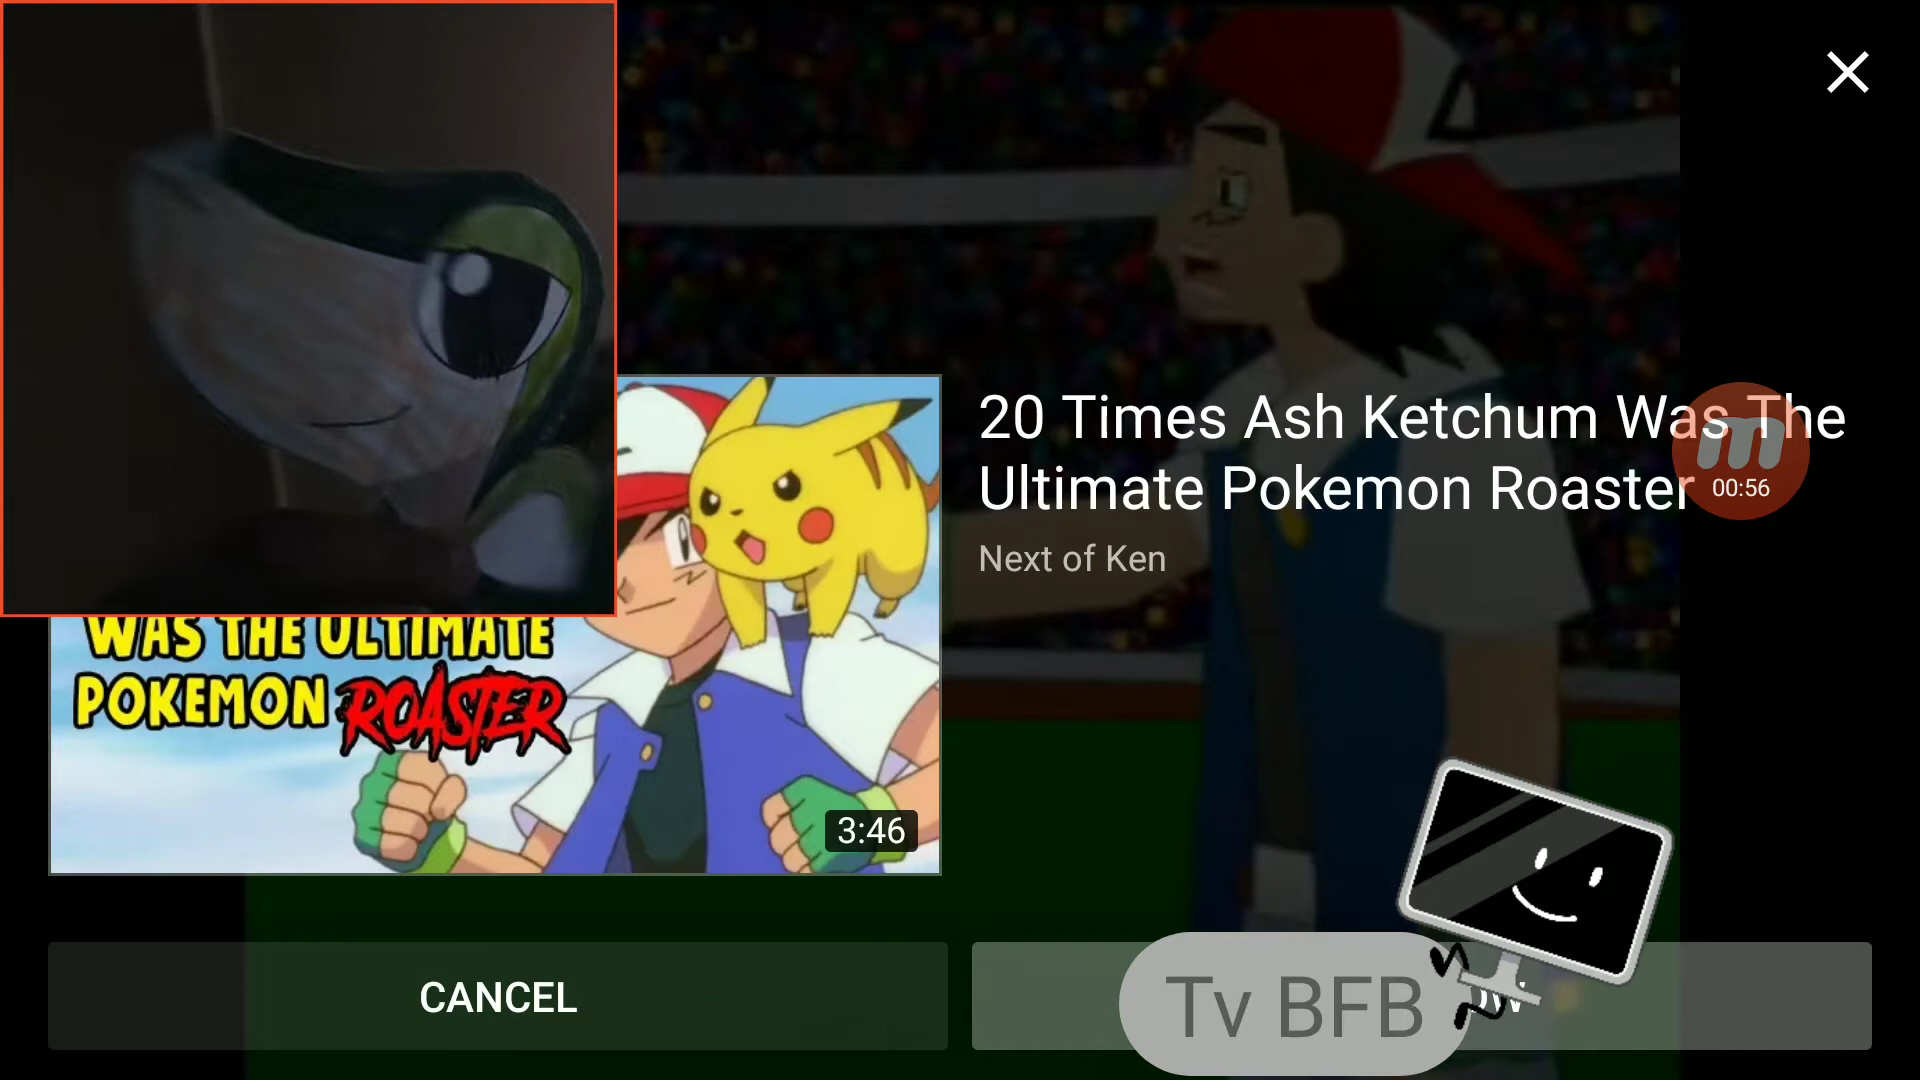 20 Times Ash Ketchum Was The
Ultimate Pokemon Roaster
Next of Ken
00:56
WAS THE ULTIMATE
POKEMON ROASTER
3:46
CANCEL
Tv BFB